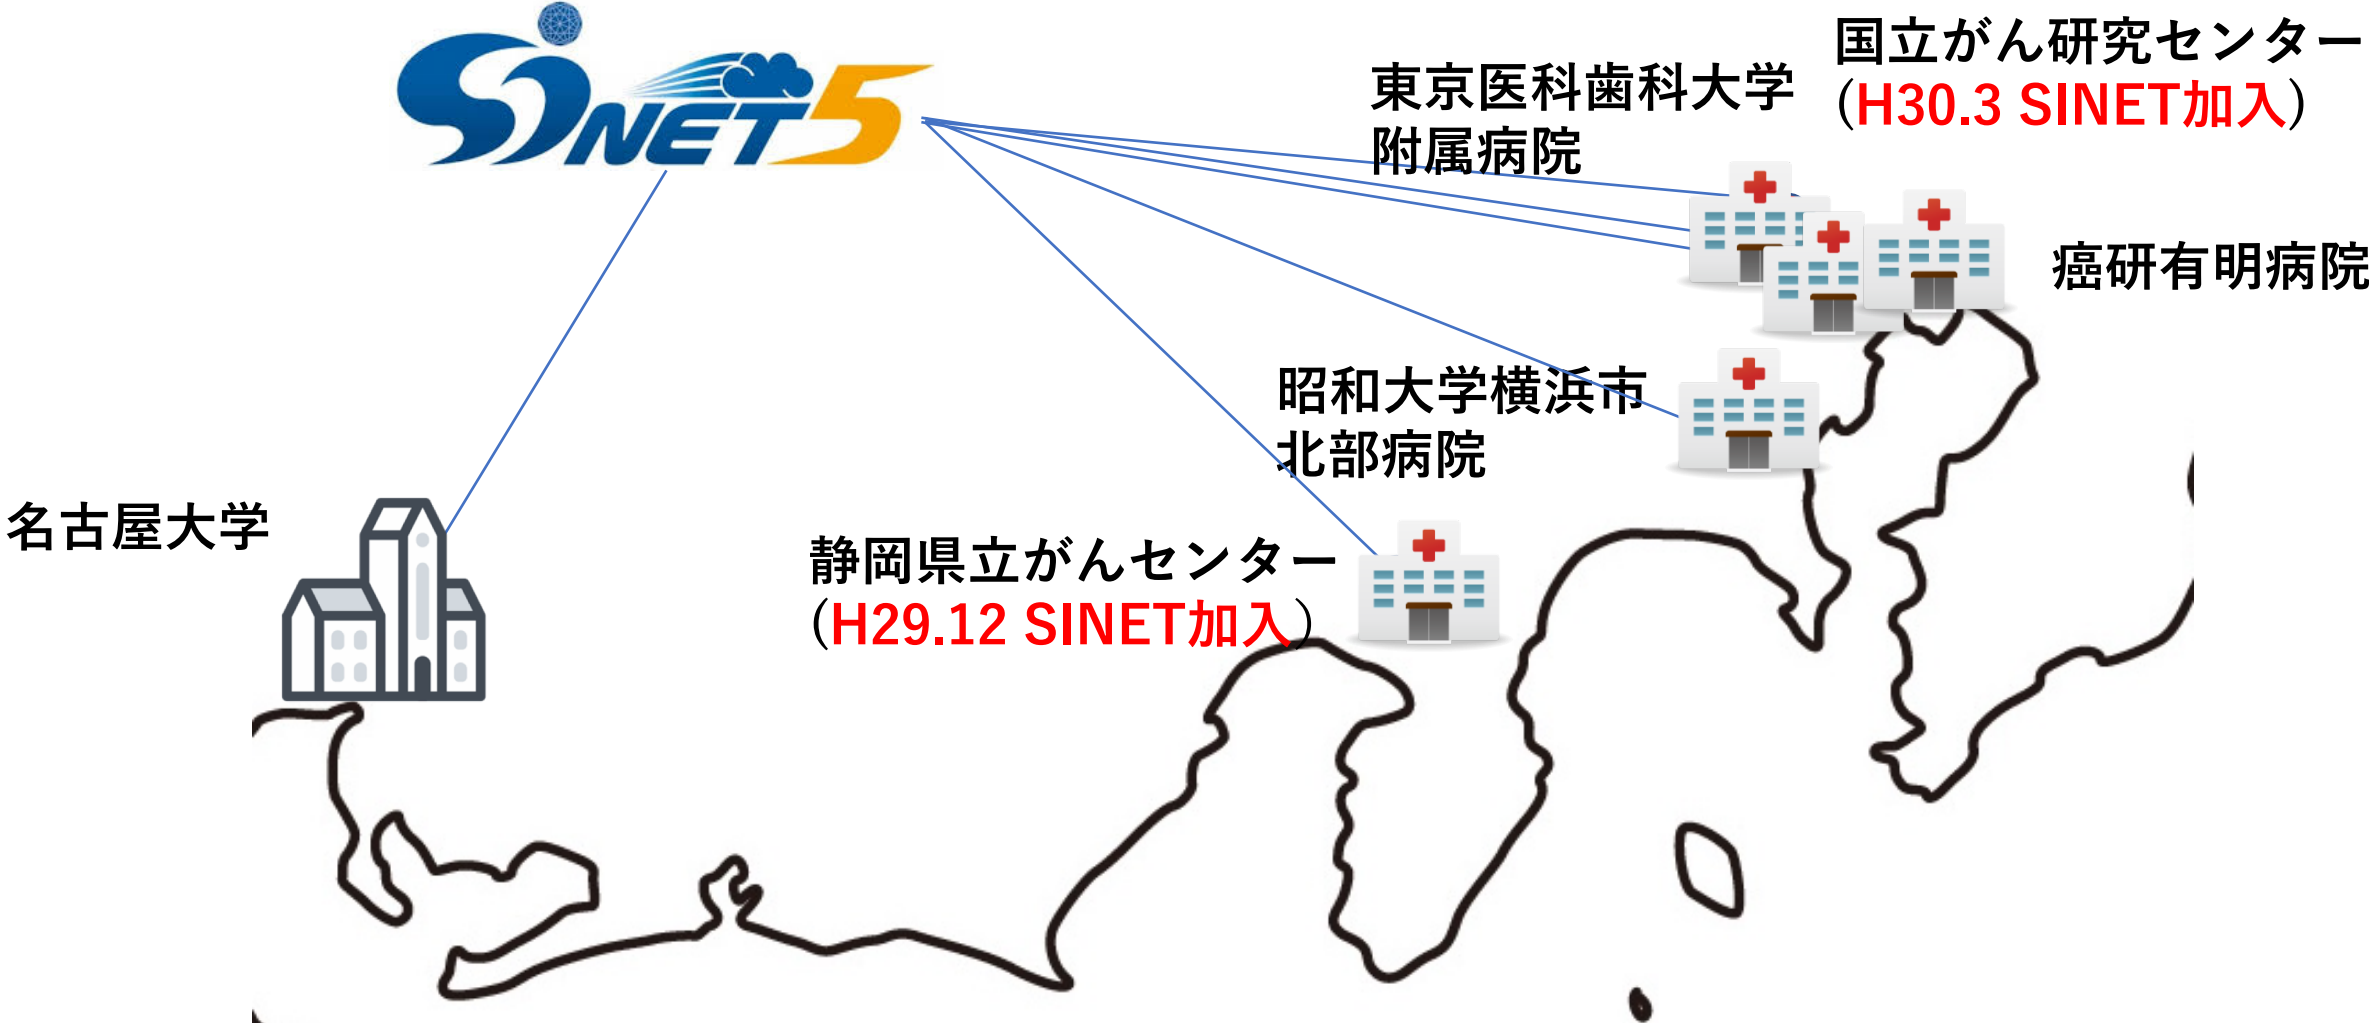 SINET5
国立がん研究センター
(H30.3 SINET加入)
東京医科歯科大学
附属病院
癌研有明病院
昭和大学横浜市
北部病院
名古屋大学
静岡県立がんセンター
(H29.12 SINET加入)